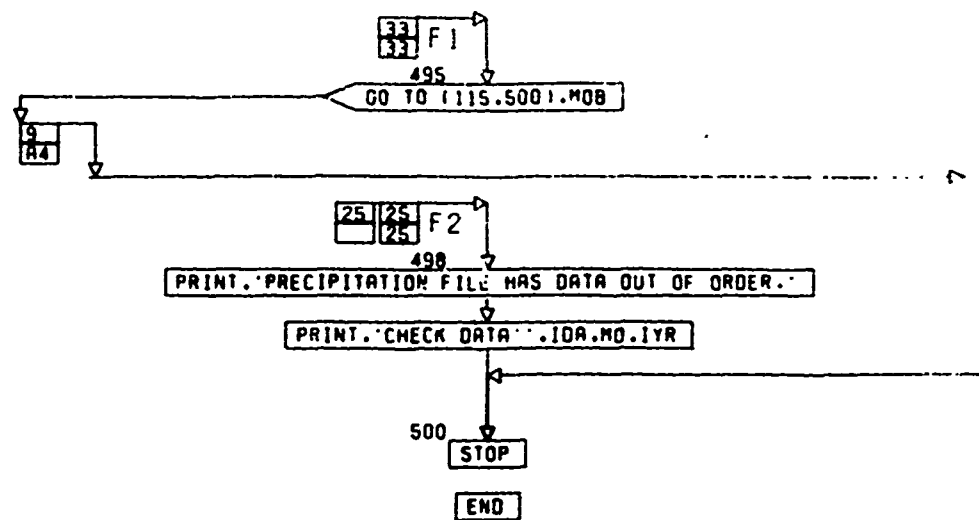 33
33 F1
495
GO TO (115.500).MOB
9
A4
7
25 25 F2
25
498
PRINT.'PRECIPITATION FILE HAS DATA OUT OF ORDER.'
PRINT.'CHECK DATA''.IDA.MO.IYR
500
STOP
END